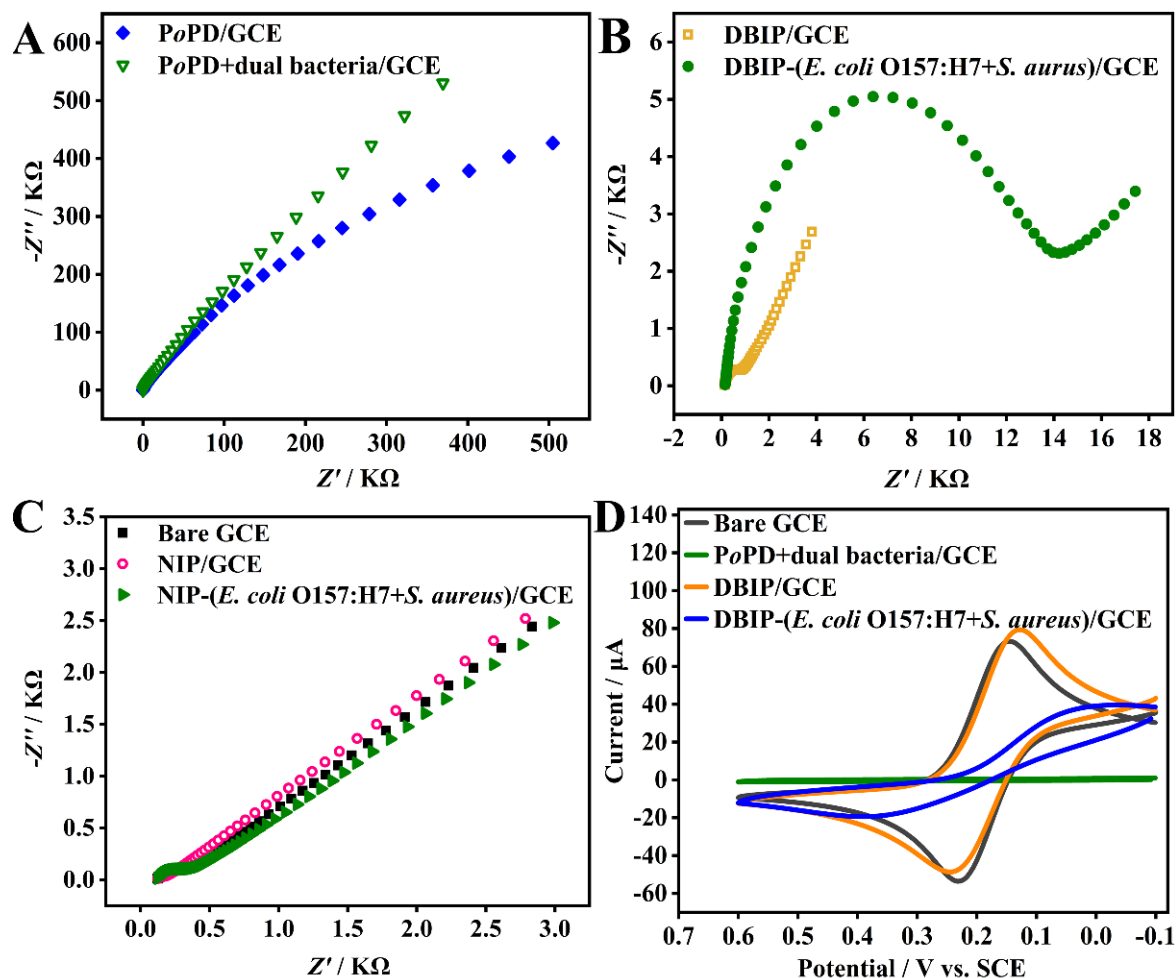 A
PoPD/GCE
PoPD+dual bacteria/GCE
600
500
400
300
200
100
0
-Z'' / KΩ
0 100 200 300 400 500
Z' / KΩ
B
DBIP/GCE
DBIP-(E. coli O157:H7+S. aurus)/GCE
6
5
4
3
2
1
0
-Z'' / KΩ
-2 0 2 4 6 8 10 12 14 16 18
Z' / KΩ
C
Bare GCE
NIP/GCE
NIP-(E. coli O157:H7+S. aureus)/GCE
3.5
3.0
2.5
2.0
1.5
1.0
0.5
0.0
-Z'' / KΩ
0.0 0.5 1.0 1.5 2.0 2.5 3.0
Z' / KΩ
D
Bare GCE
PoPD+dual bacteria/GCE
DBIP/GCE
DBIP-(E. coli O157:H7+S. aureus)/GCE
140
120
100
80
60
40
20
0
-20
-40
-60
Current / μA
0.7 0.6 0.5 0.4 0.3 0.2 0.1 0.0 -0.1
Potential / V vs. SCE